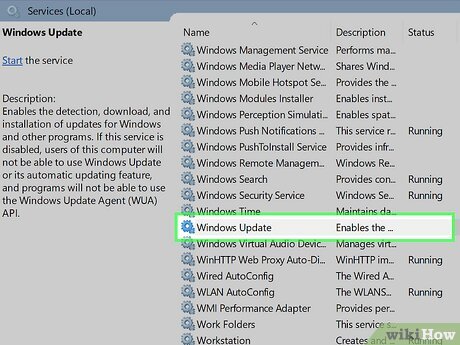 Services (Local)
Windows Update
Start the service
Description:
Enables the detection, download, and
installation of updates for Windows
and other programs. If this service is
disabled, users of this computer will
not be able to use Windows Update
or its automatic updating feature,
and programs will not be able to use
the Windows Update Agent (WUA)
API.
Name Description Status
Windows Management Service Performs ma...
Windows Media Player Netw... Shares Wind...
Windows Mobile Hotspot Se... Provides the ...
Windows Modules Installer Enables inst...
Windows Perception Simulati... Enables spat...
Windows Push Notifications ... This service r... Running
Windows PushToInstall Service Provides infr...
Windows Remote Manageme... Windows Re...
Windows Search Provides con... Running
Windows Security Service Windows Se... Running
Windows Time Maintains da...
Windows Update Enables the ...
Windows Virtual Audio Devic... Manages virt...
WinHTTP Web Proxy Auto-Di... WinHTTP im... Running
Wired AutoConfig The Wired A...
WLAN AutoConfig The WLANS... Running
WMI Performance Adapter Provides per...
Work Folders This service ...
Workstation
wikiHow